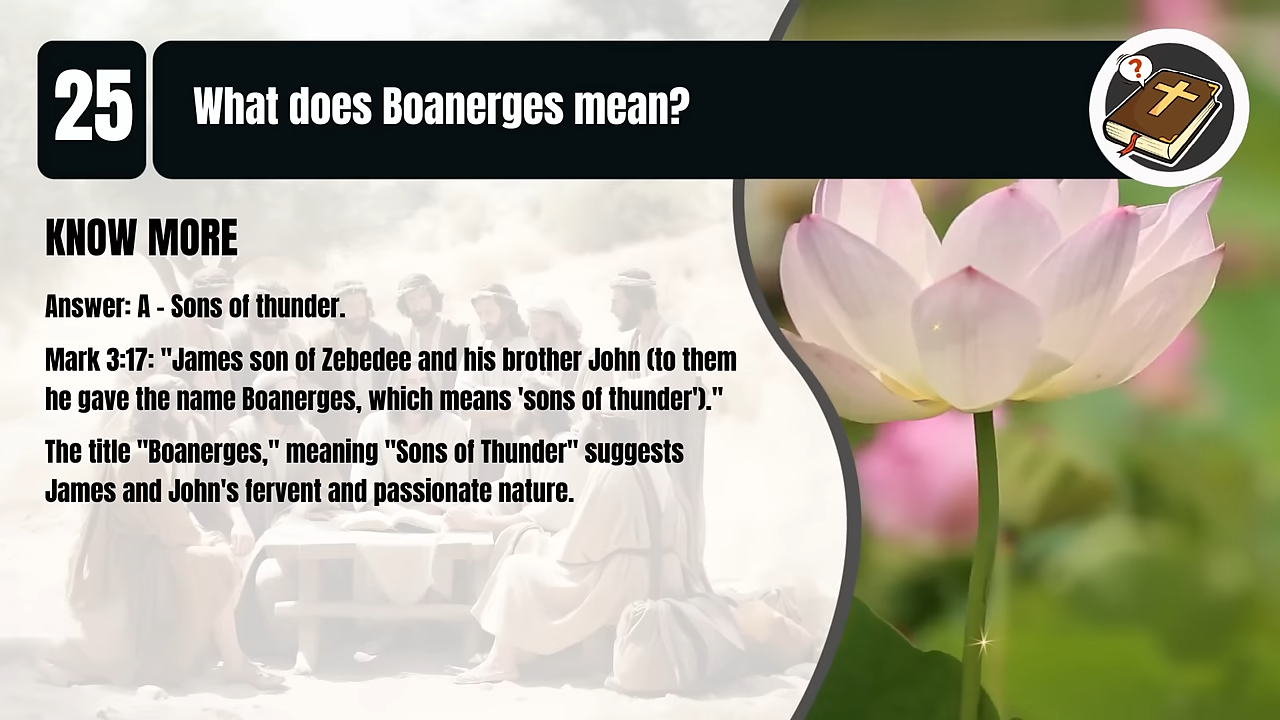 25
What does Boanerges mean?
?
KNOW MORE
Answer: A - Sons of thunder.
Mark 3:17: "James son of Zebedee and his brother John (to them
he gave the name Boanerges, which means 'sons of thunder')."
The title "Boanerges," meaning "Sons of Thunder" suggests
James and John's fervent and passionate nature.